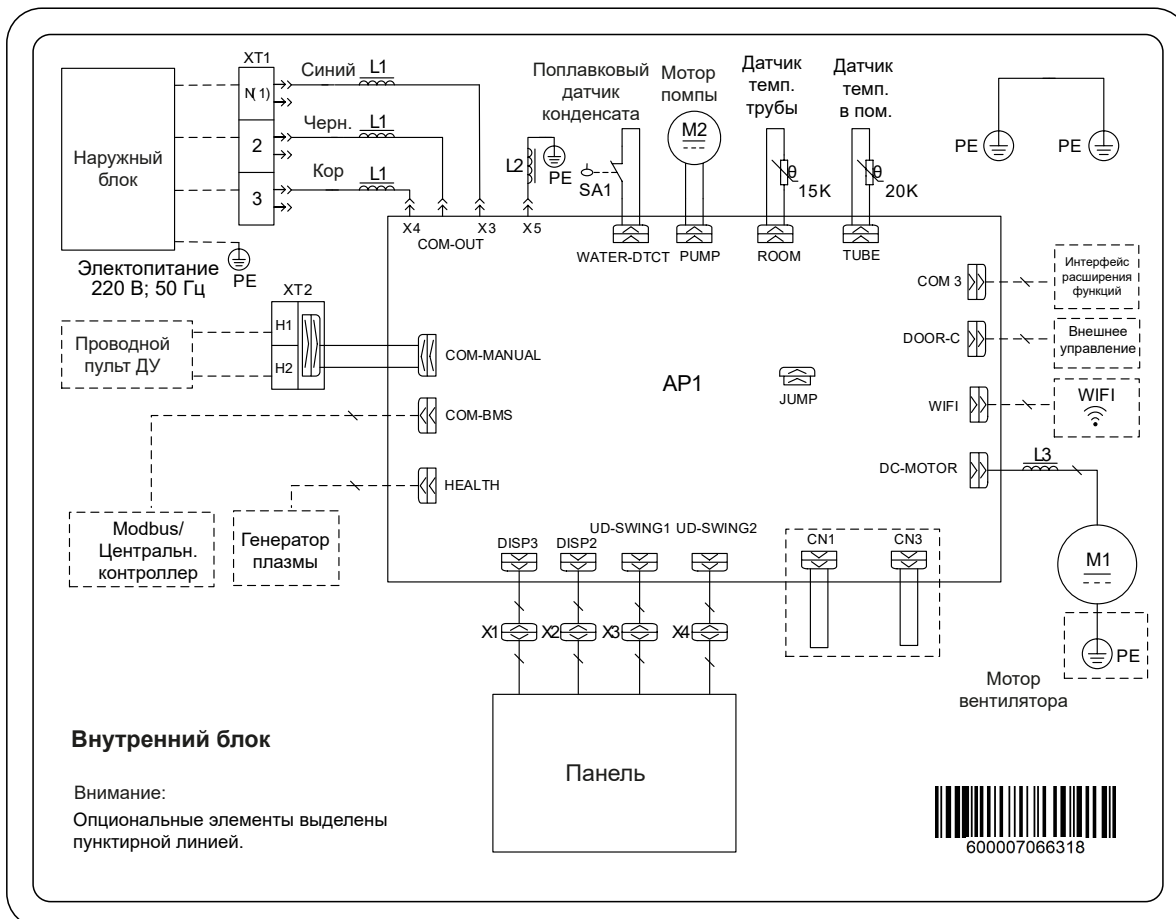 XT1
Синий
L1
N(1)
Черн.
L1
2
Кор
L1
3
Наружный
блок
Электопитание
220 В; 50 Гц
PE
Поплавковый
датчик
конденсата
L2
PE
SA1
Мотор
помпы
M2
Датчик
темп.
трубы
θ
15K
Датчик
темп.
в пом.
θ
20K
PE
PE
X4
X3
X5
COM-OUT
WATER-DTCT
PUMP
ROOM
TUBE
XT2
H1
H2
Проводной
пульт ДУ
COM-MANUAL
COM-BMS
HEALTH
Modbus/
Центральн.
контроллер
Генератор
плазмы
AP1
JUMP
COM 3
Интерфейс
расширения
функций
DOOR-C
Внешнее
управление
WIFI
WIFI
DC-MOTOR
L3
M1
PE
Мотор
вентилятора
DISP3
DISP2
UD-SWING1
UD-SWING2
CN1
CN3
X1
X2
X3
X4
Панель
Внутренний блок
Внимание:
Опциональные элементы выделены
пунктирной линией.
600007066318